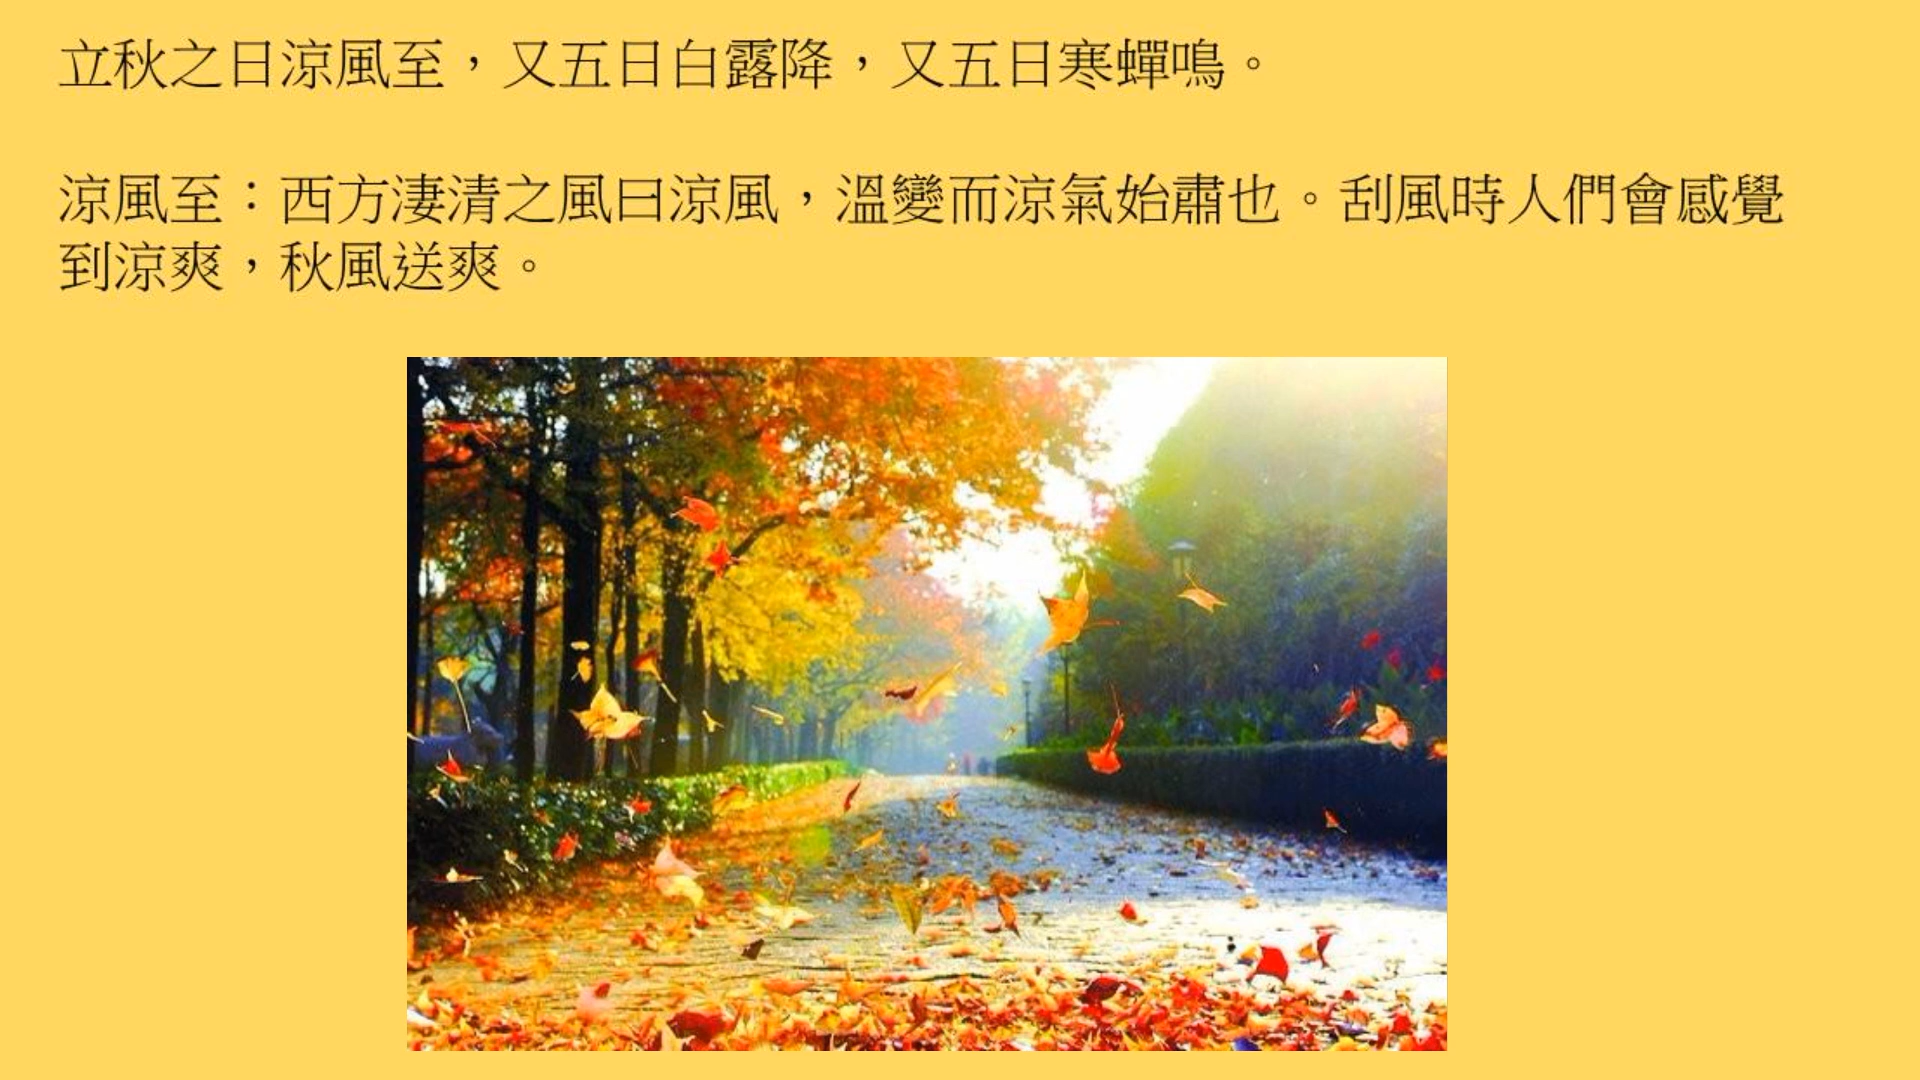 立秋之日涼風至，又五日白露降，又五日寒蟬鳴。
涼風至：西方淒清之風曰涼風，溫變而涼氣始肅也。刮風時人們會感覺
到涼爽，秋風送爽。